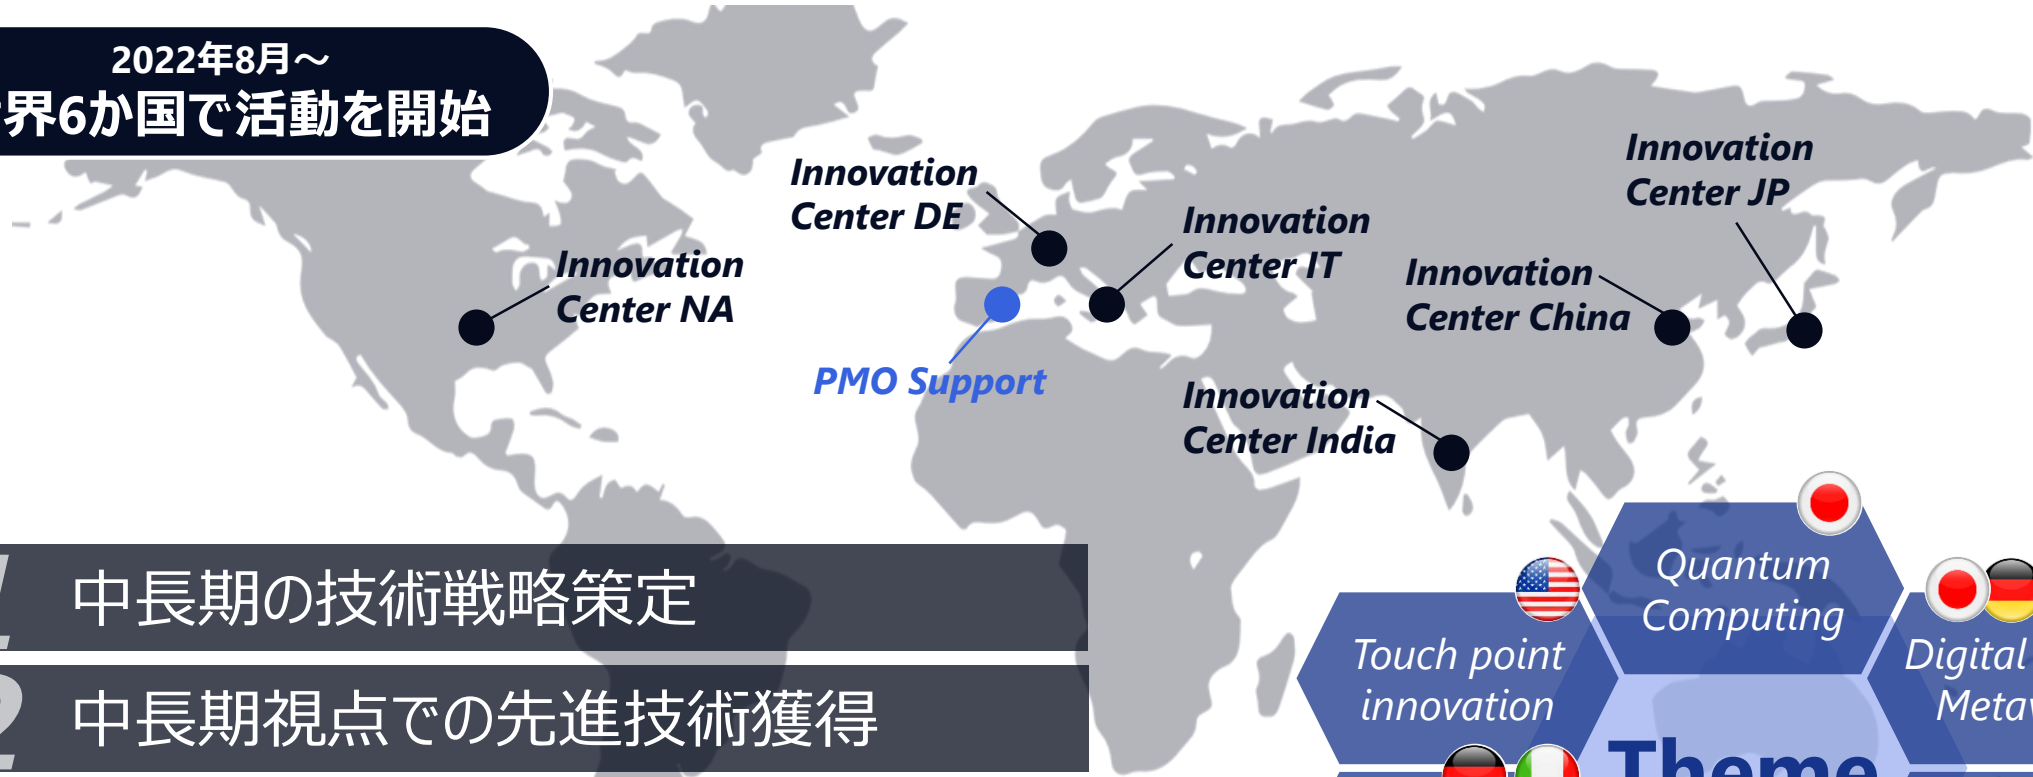 2022年8月～
界6か国で活動を開始
Innovation
Center NA
Innovation
Center DE
PMO Support
Innovation
Center IT
Innovation
Center China
Innovation
Center JP
Innovation
Center India
1 中長期の技術戦略策定
2 中長期視点での先進技術獲得
Quantum
Computing
Touch point
innovation
Digital
Theme